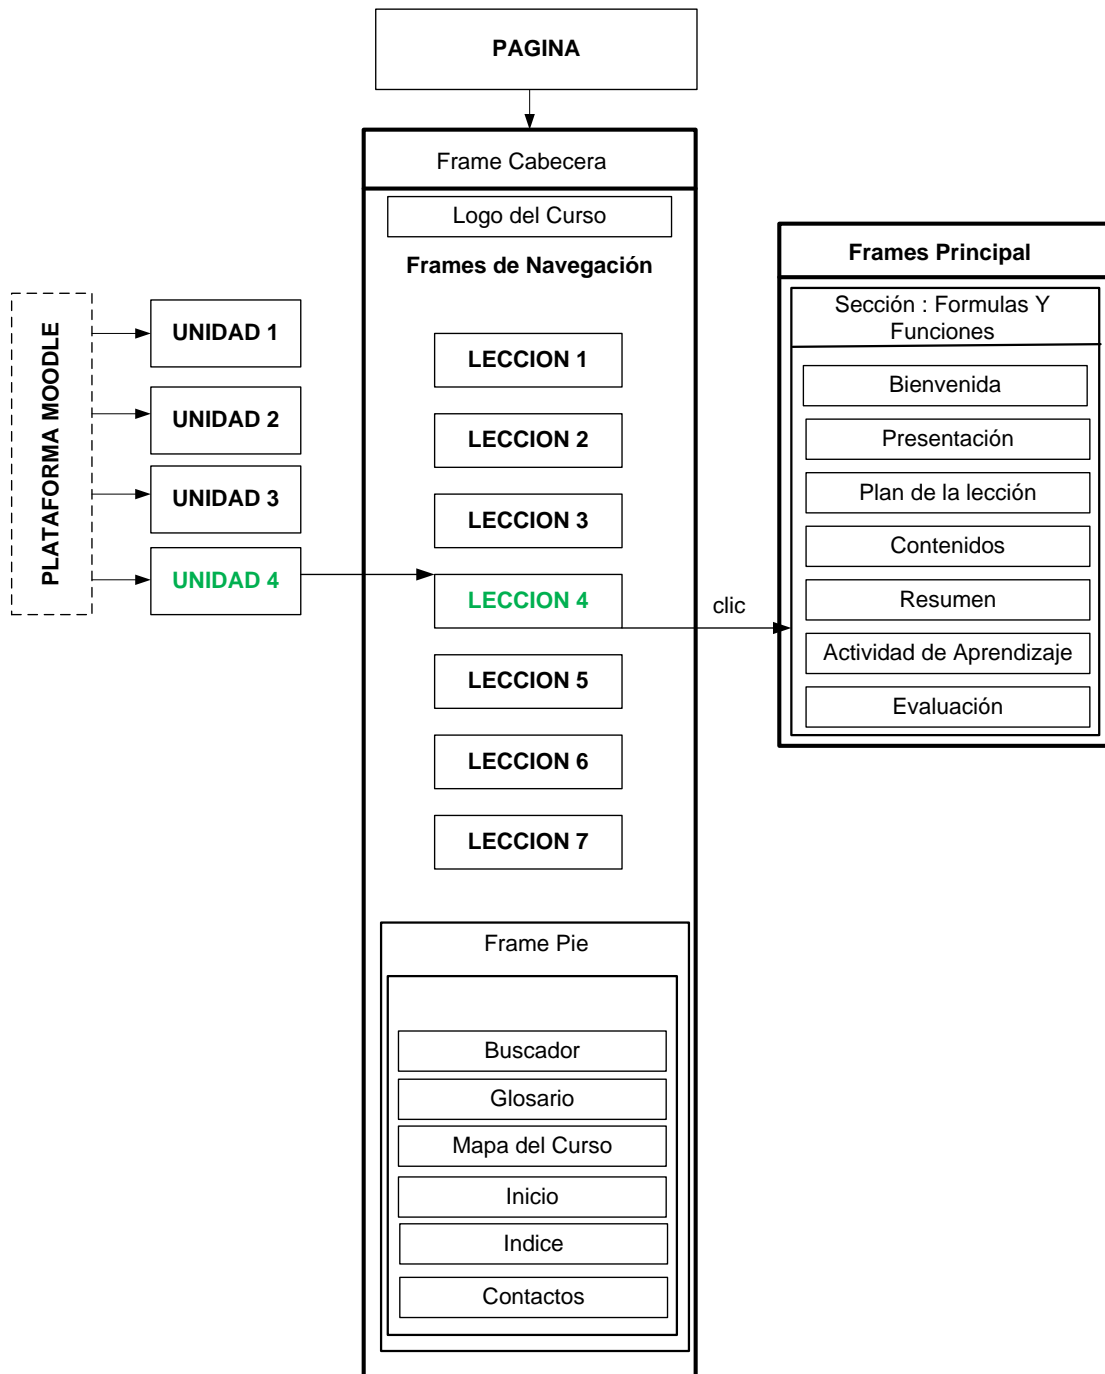 PAGINA
Frame Cabecera
Logo del Curso
Frames de Navegación
PLATAFORMA MOODLE
UNIDAD 1
UNIDAD 2
UNIDAD 3
UNIDAD 4
LECCION 1
LECCION 2
LECCION 3
LECCION 4
LECCION 5
LECCION 6
LECCION 7
clic
Frames Principal
Sección : Formulas Y
Funciones
Bienvenida
Presentación
Plan de la lección
Contenidos
Resumen
Actividad de Aprendizaje
Evaluación
Frame Pie
Buscador
Glosario
Mapa del Curso
Inicio
Indice
Contactos